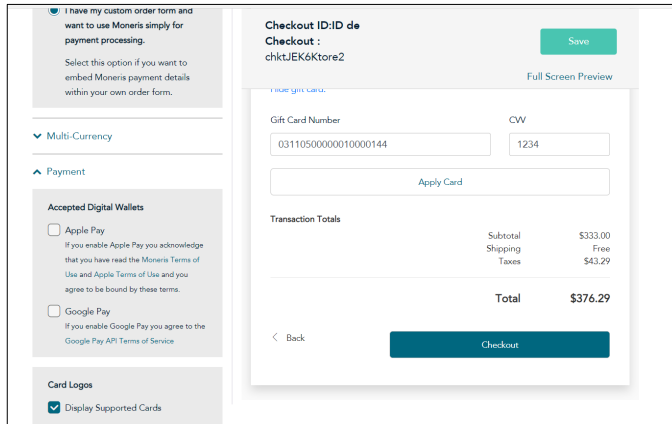 I have my custom order form and
want to use Moneris simply for
payment processing.
Select this option if you want to
embed Moneris payment details
within your own order form.
Multi-Currency
Payment
Accepted Digital Wallets
Apple Pay
If you enable Apple Pay you acknowledge
that you have read the Moneris Terms of
Use and Apple Terms of Use and you
agree to be bound by these terms.
Google Pay
If you enable Google Pay you agree to the
Google Pay API Terms of Service
Card Logos
Display Supported Cards
Checkout ID:ID de
Checkout :
chktJEK6Ktore2
Save
Full Screen Preview
Hide gift card.
Gift Card Number
CVV
03110500000010000144
1234
Apply Card
Transaction Totals
Subtotal $333.00
Shipping Free
Taxes $43.29
Total $376.29
Back
Checkout